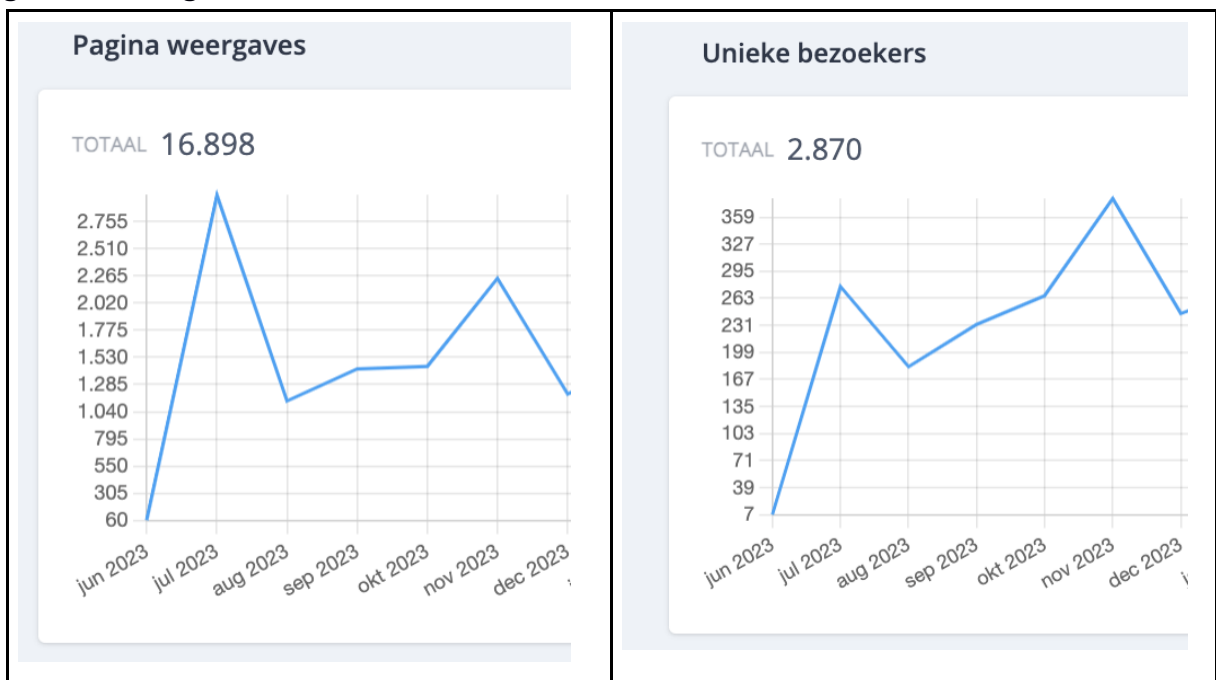 Pagina weergaves
TOTAAL 16.898
2.755
2.510
2.265
2.020
1.775
1.530
1.285
1.040
795
550
305
60
jun 2023
jul 2023
aug 2023
sep 2023
okt 2023
nov 2023
dec 2023
Unieke bezoekers
TOTAAL 2.870
359
327
295
263
231
199
167
135
103
71
39
7
jun 2023
jul 2023
aug 2023
sep 2023
okt 2023
nov 2023
dec 2023